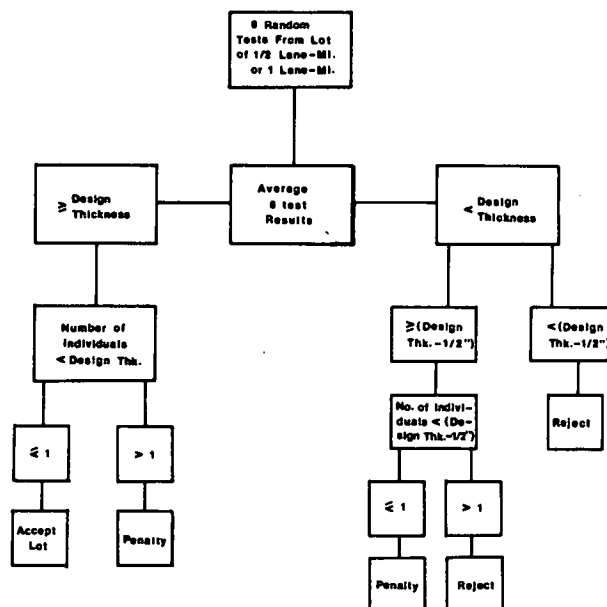 Random
Tests From Lot
of 1/2 Lane-Mi.
or 1 Lane-Mi.
≥ Design
Thickness
Average
test
Results
< Design
Thickness
Number of
Individuals
< Design Thk.
≥(Design
Thk.-1/2")
<(Design
Thk.-1/2")
≤ 1
> 1
No. of Indivi-
duals < (De-
sign Thk.-1/2")
Reject
Accept
Lot
Penalty
≤ 1
> 1
Penalty
Reject